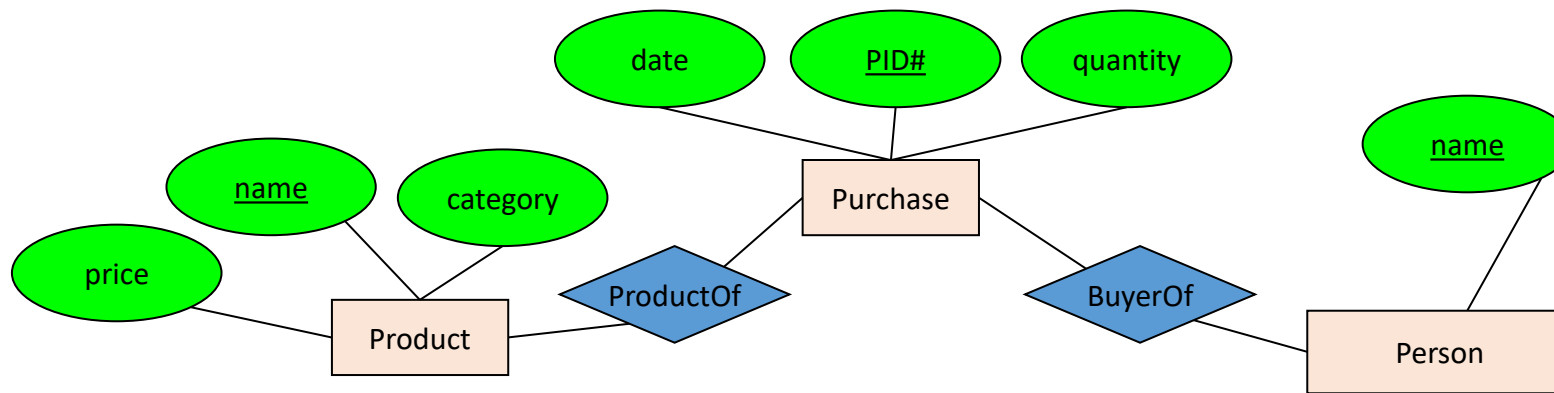 date
PID#
quantity
name
name
category
Purchase
price
ProductOf
BuyerOf
Product
Person